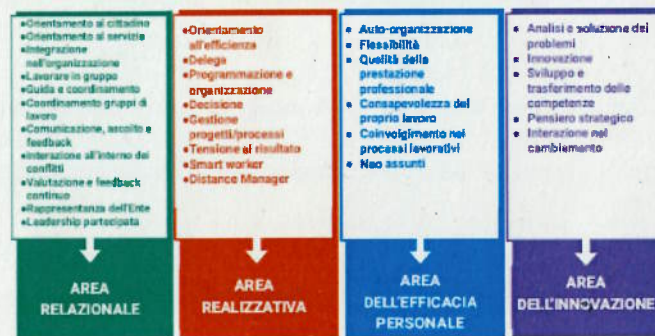 ●Orientamento al cittadino
●Orientamento al servizio
●Integrazione
nell'organizzazione
●Lavorare in gruppo
●Guida e coordinamento
●Coordinamento gruppi di
lavoro
●Comunicazione, ascolto e
feedback
●Interazione all'interno dei
conflitti
●Valutazione e feedback
continuo
●Rappresentanza dell'Ente
●Leadership partecipata
AREA
RELAZIONALE
●Orientamento
all'efficienza
●Delega
●Programmazione e
organizzazione
●Decisione
●Gestione
progetti/processi
●Tensione al risultato
●Smart worker
●Distance Manager
AREA
REALIZZATIVA
● Auto-organizzazione
● Flessibilità
● Qualità della
prestazione
professionale
● Consapevolezza del
proprio lavoro
● Coinvolgimento nei
processi lavorativi
● Neo assunti
AREA
DELL'EFFICACIA
PERSONALE
● Analisi e soluzione dei
problemi
● Innovazione
● Sviluppo e
trasferimento delle
competenze
● Pensiero strategico
● Interazione nel
cambiamento
AREA
DELL'INNOVAZIONE